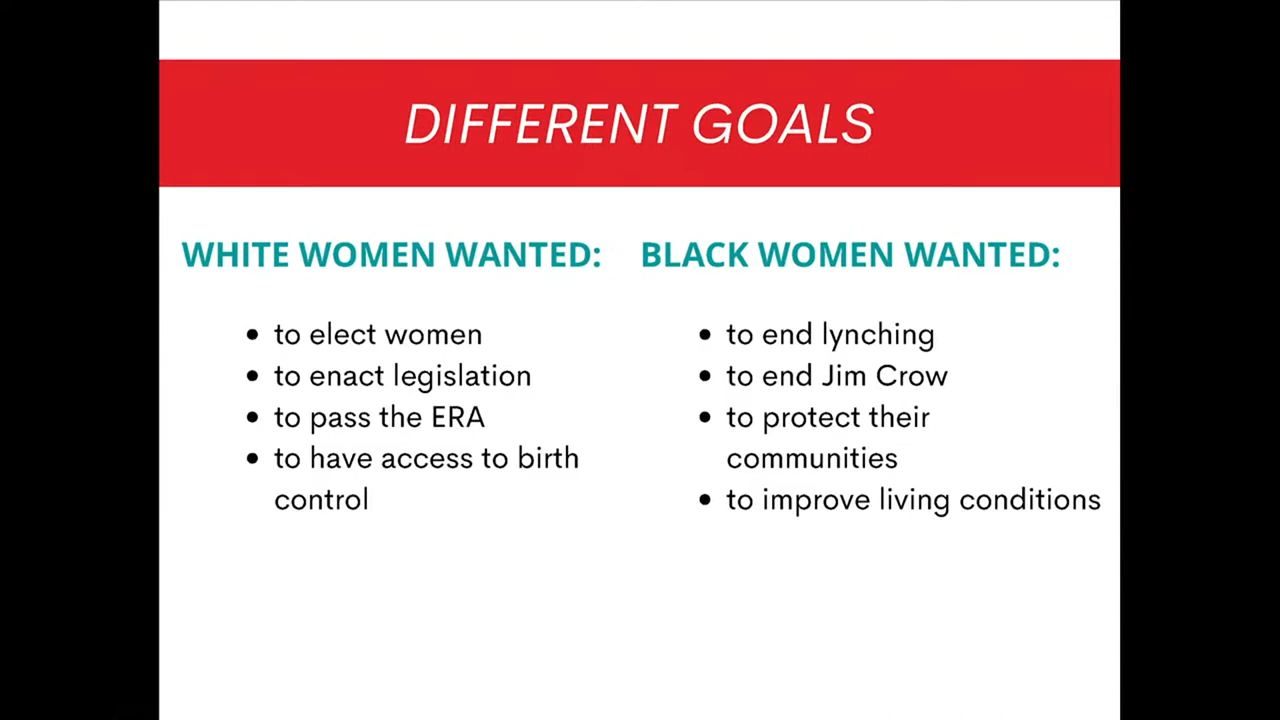 DIFFERENT GOALS
WHITE WOMEN WANTED:
• to elect women
• to enact legislation
• to pass the ERA
• to have access to birth
control
BLACK WOMEN WANTED:
• to end lynching
• to end Jim Crow
• to protect their
communities
• to improve living conditions